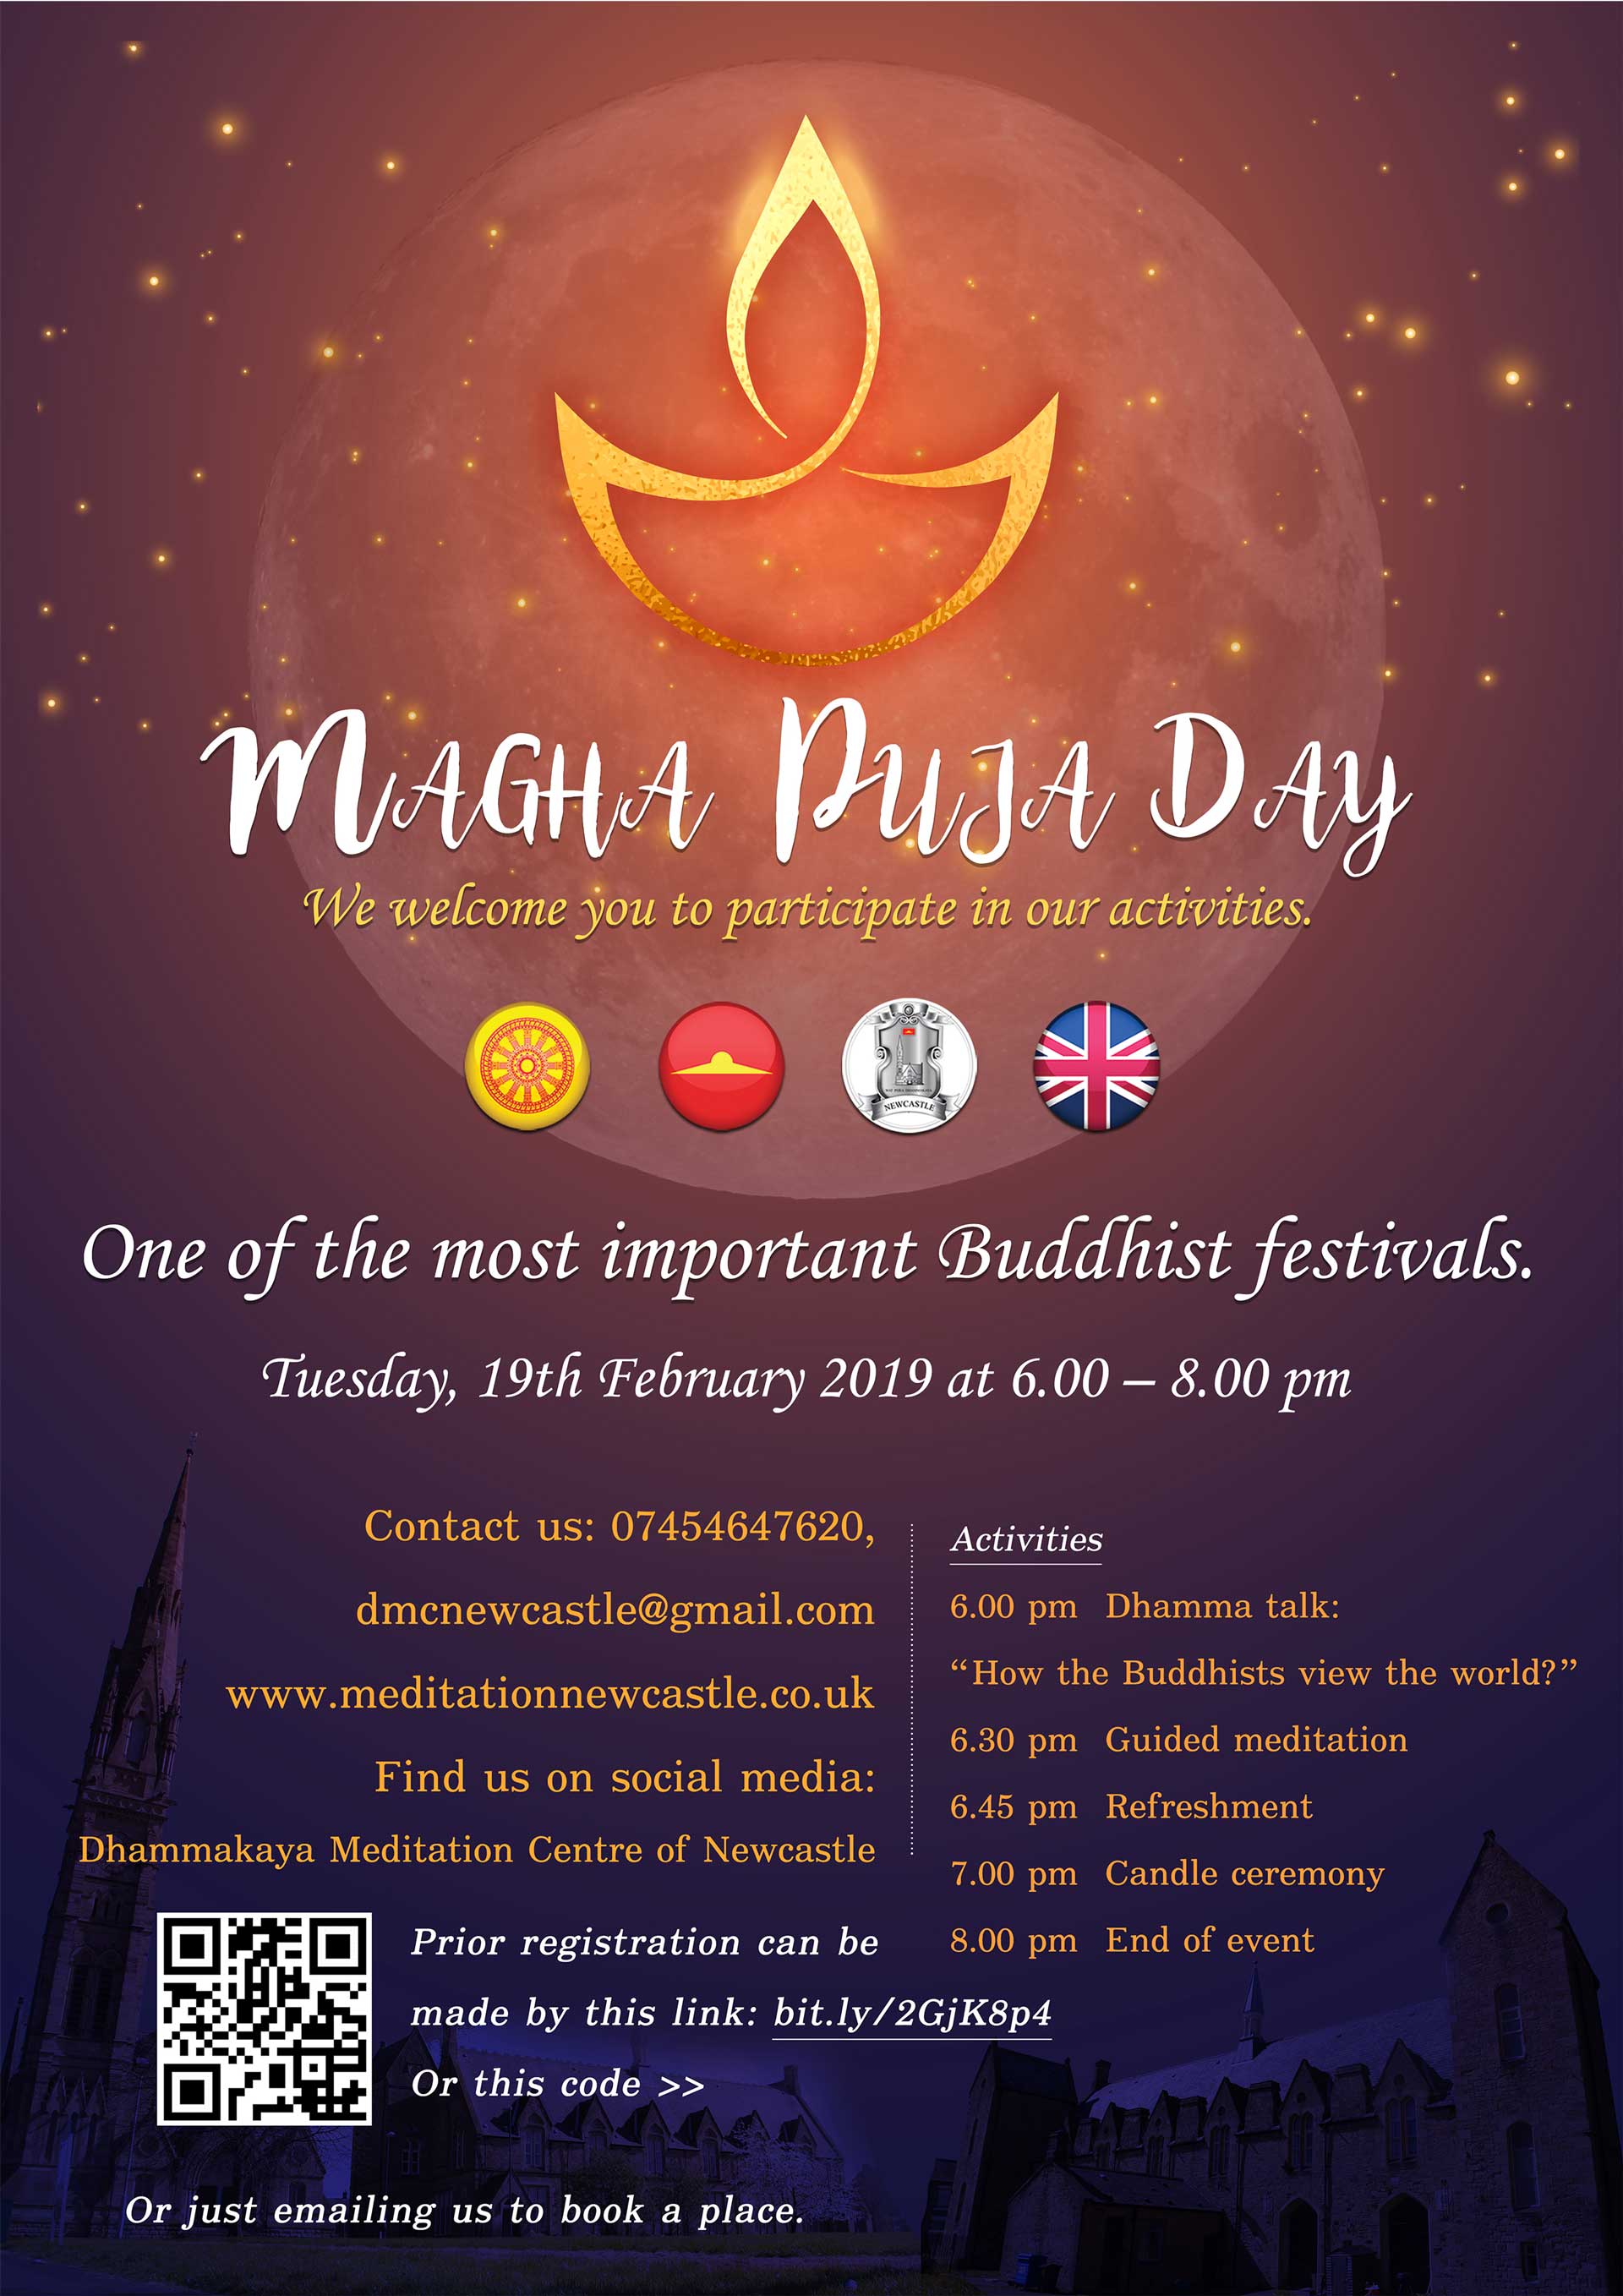 Magha Puja Day
We welcome you to participate in our activities.
NEWCASTLE
One of the most important Buddhist festivals.
Tuesday, 19th February 2019 at 6.00 – 8.00 pm
Contact us: 07454647620,
dmcnewcastle@gmail.com
www.meditationnewcastle.co.uk
Find us on social media:
Dhammakaya Meditation Centre of Newcastle
Activities
6.00 pm Dhamma talk:
“How the Buddhists view the world?”
6.30 pm Guided meditation
6.45 pm Refreshment
7.00 pm Candle ceremony
8.00 pm End of event
Prior registration can be
made by this link: bit.ly/2GjK8p4
Or this code >>
Or just emailing us to book a place.